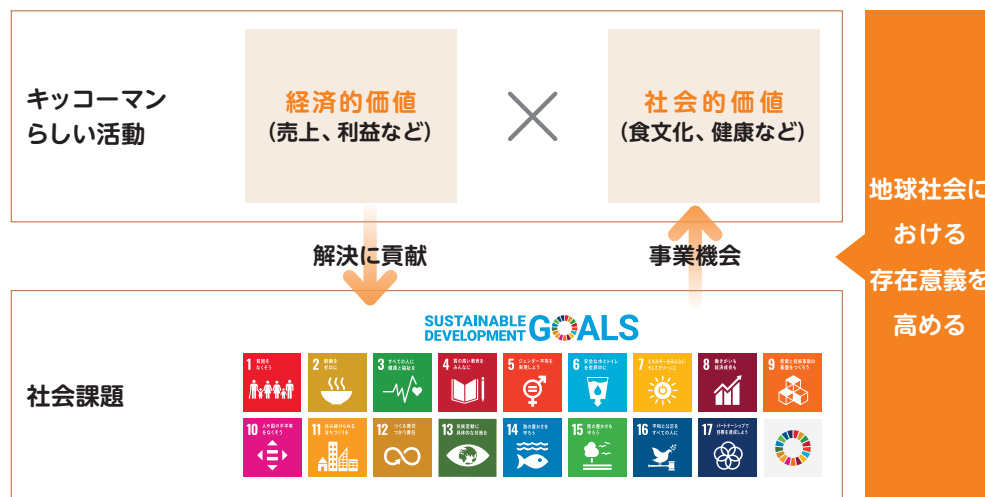 キッコーマン
らしい活動
経済的価値
（売上、利益など）
社会的価値
（食文化、健康など）
解決に貢献
事業機会
地球社会に
おける
存在意義を
高める
社会課題
SUSTAINABLE
DEVELOPMENT
GOALS
1 貧困を
なくそう
2 飢餓を
ゼロに
3 すべての人に
健康と福祉を
4 質の高い教育を
みんなに
5 ジェンダー平等を
実現しよう
6 安全な水とトイレ
を世界中に
7 エネルギーをみんなに
そしてクリーンに
8 働きがいも
経済成長も
9 産業と技術革新の
基盤をつくろう
10 人や国の不平等
をなくそう
11 住み続けられる
まちづくりを
12 つくる責任
つかう責任
13 気候変動に
具体的な対策を
14 海の豊かさを
守ろう
15 陸の豊かさも
守ろう
16 平和と公正を
すべての人に
17 パートナーシップで
目標を達成しよう